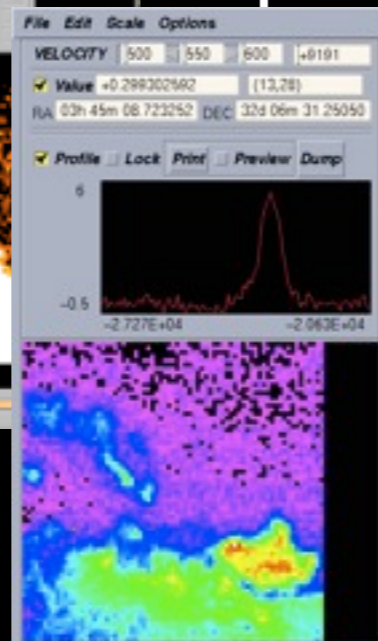 File Edit Scale Options
VELOCITY 500 550 600 +9191
Value +0.299302592 (13,28)
RA 03h 45m 08.723252 DEC 32d 06m 31.25050
Profile Lock Print Preview Dump
6
-0.5
-2.727E+04 -2.063E+04